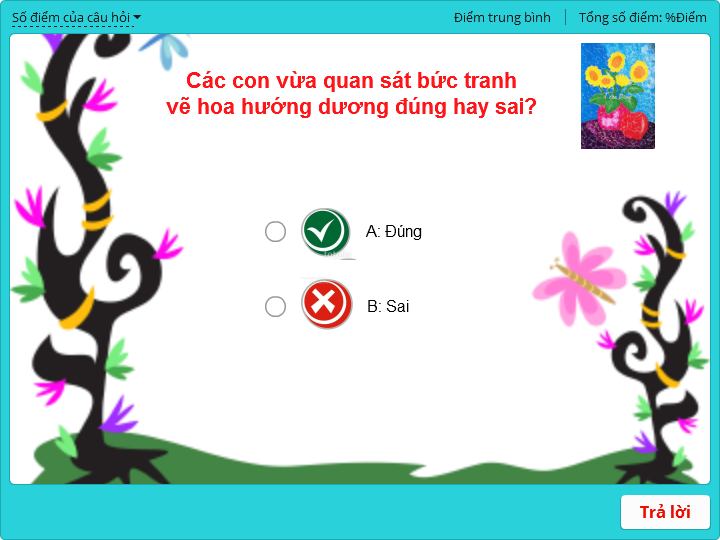 Số điểm của câu hỏi
Điểm trung bình
Tổng số điểm: %Điểm
Các con vừa quan sát bức tranh
vẽ hoa hướng dương đúng hay sai?
A: Đúng
B: Sai
Trả lời